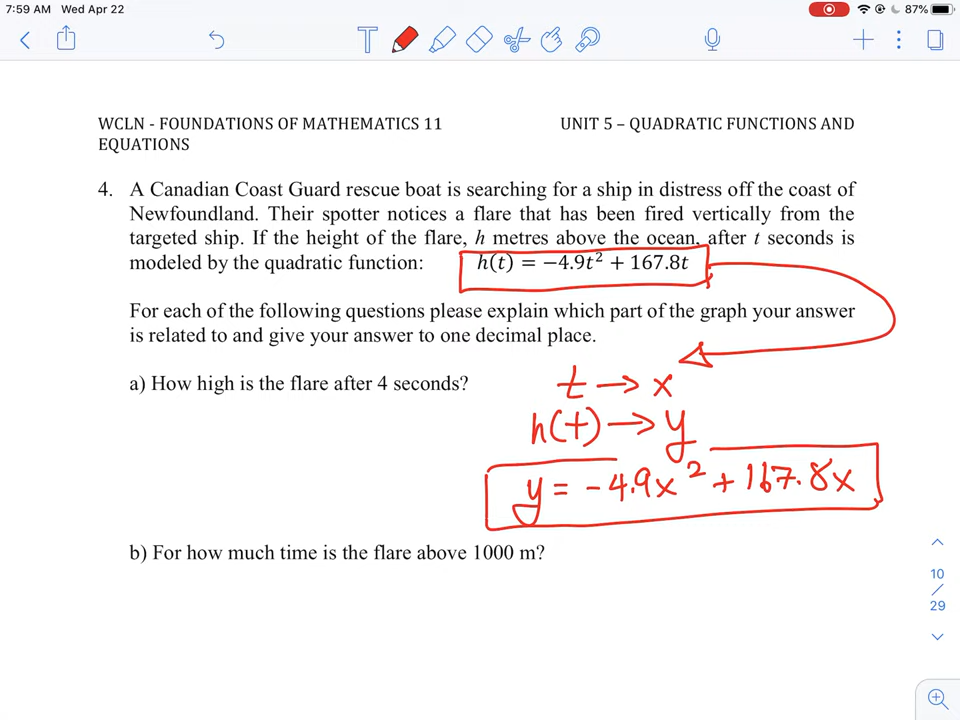 7:59 AM Wed Apr 22
87%
WCLN - FOUNDATIONS OF MATHEMATICS 11 UNIT 5 – QUADRATIC FUNCTIONS AND
EQUATIONS
4. A Canadian Coast Guard rescue boat is searching for a ship in distress off the coast of
Newfoundland. Their spotter notices a flare that has been fired vertically from the
targeted ship. If the height of the flare, h metres above the ocean, after t seconds is
modeled by the quadratic function: h(t) = −4.9t² + 167.8t
For each of the following questions please explain which part of the graph your answer
is related to and give your answer to one decimal place.
a) How high is the flare after 4 seconds?
t → x
h(t) → y
y = -4.9x² + 167.8x
b) For how much time is the flare above 1000 m?
10
/
29